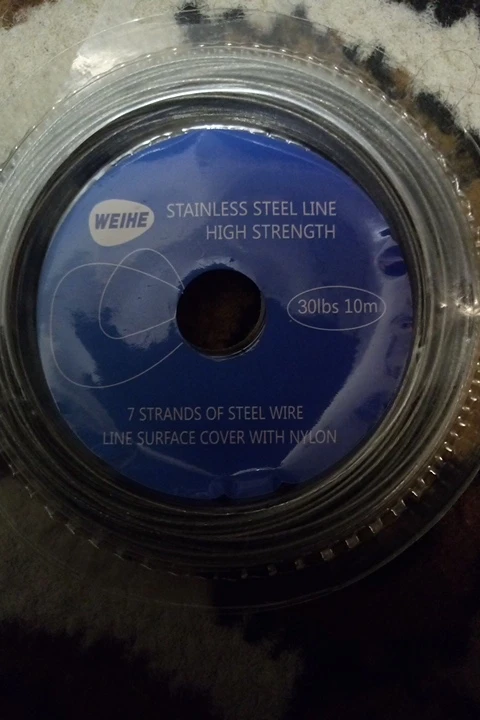 WEIHE
STAINLESS STEEL LINE
HIGH STRENGTH
30lbs 10m
7 STRANDS OF STEEL WIRE
LINE SURFACE COVER WITH NYLON